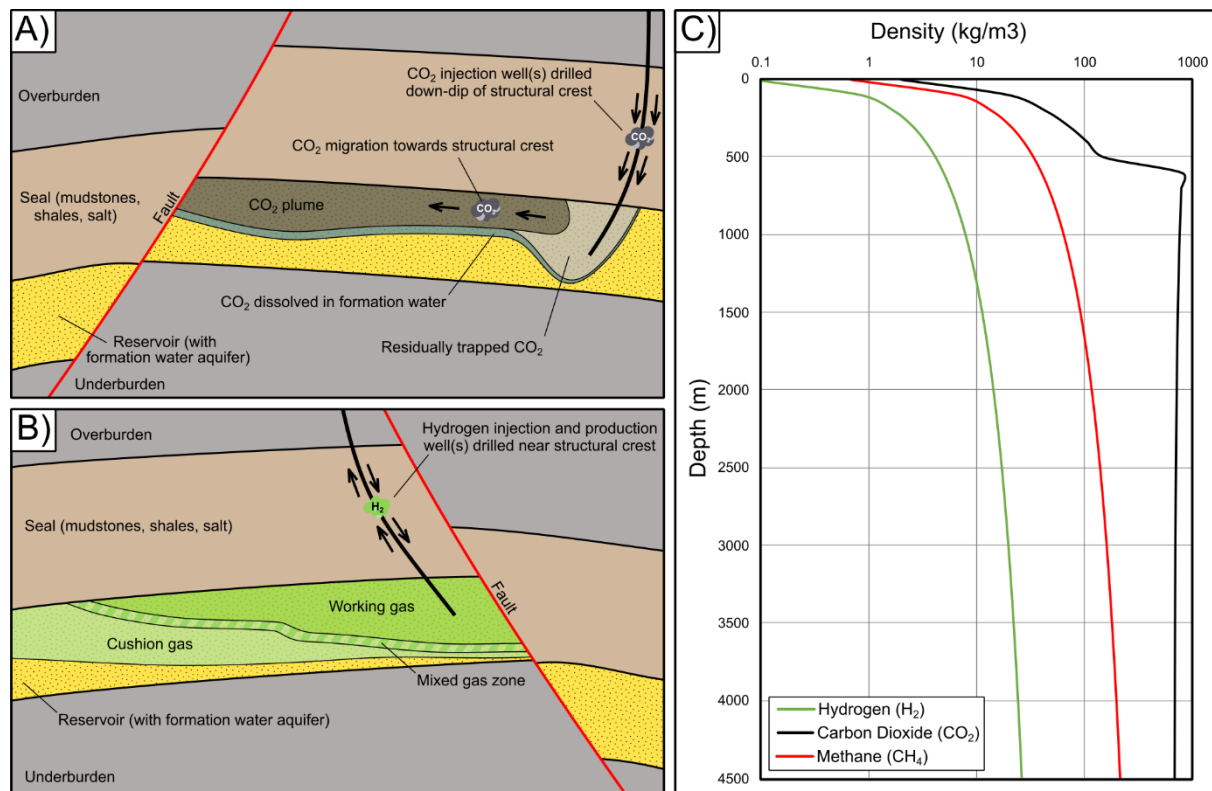 A)
Overburden
CO₂ injection well(s) drilled
down-dip of structural crest
CO₂
CO₂ migration towards structural crest
Seal (mudstones,
shales, salt)
Fault
CO₂ plume
CO₂
CO₂ dissolved in formation water
Residually trapped CO₂
Reservoir (with
formation water aquifer)
Underburden
B)
Overburden
Hydrogen injection and production
well(s) drilled near structural crest
H₂
Seal (mudstones, shales, salt)
Working gas
Fault
Cushion gas
Mixed gas zone
Reservoir (with formation water aquifer)
Underburden
C)
Density (kg/m3)
0.1 1 10 100 1000
Depth (m)
0
500
1000
1500
2000
2500
3000
3500
4000
4500
Hydrogen (H₂)
Carbon Dioxide (CO₂)
Methane (CH₄)